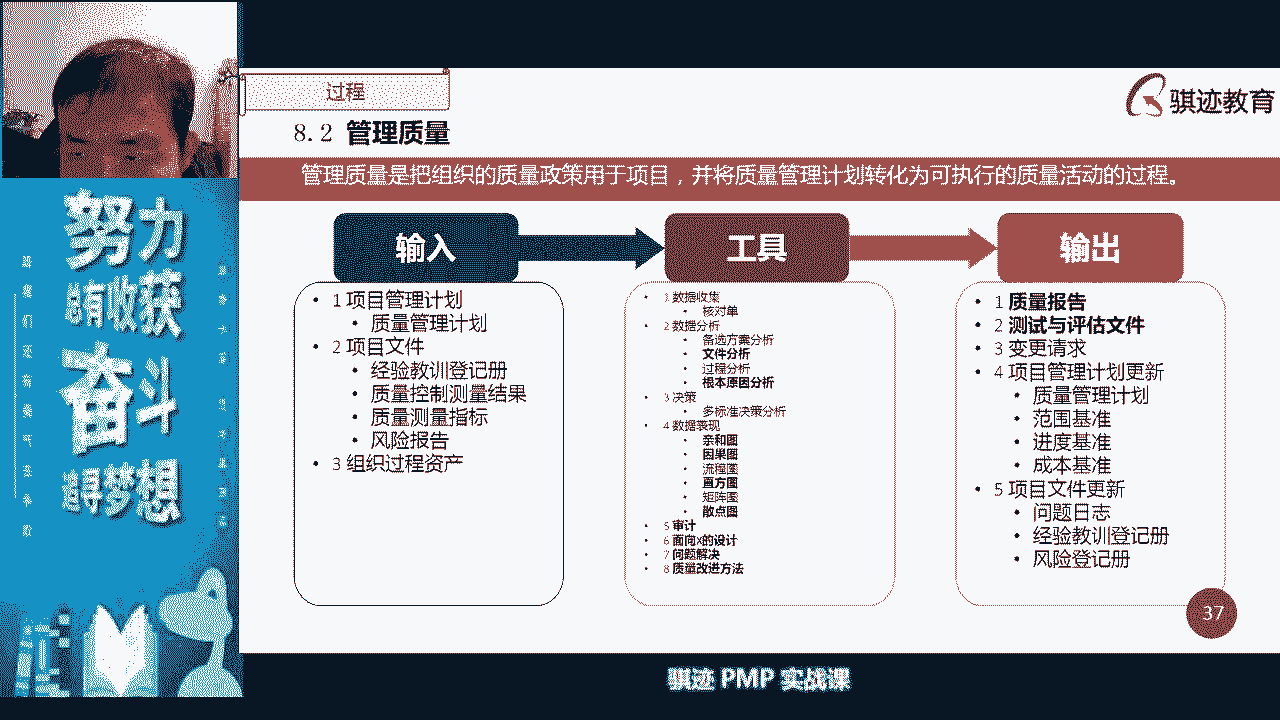 过程
骐迹教育
8.2 管理质量
管理质量是把组织的质量政策用于项目，并将质量管理计划转化为可执行的质量活动的过程。
输入
• 1 项目管理计划
• 质量管理计划
• 2 项目文件
• 经验教训登记册
• 质量控制测量结果
质量测量指标
• 风险报告
• 3 组织过程资产
工具
• 1 数据收集
• 核对单
• 2 数据分析
• 备选方案分析
• 文件分析
• 过程分析
• 根本原因分析
• 3 决策
• 多标准决策分析
• 4 数据表现
• 亲和图
• 因果图
• 流程图
• 直方图
• 矩阵图
• 散点图
• 5 审计
• 6 面向X的设计
• 7 问题解决
• 8 质量改进方法
输出
• 1 质量报告
• 2 测试与评估文件
• 3 变更请求
• 4 项目管理计划更新
• 质量管理计划
• 范围基准
• 进度基准
• 成本基准
• 5 项目文件更新
• 问题日志
• 经验教训登记册
• 风险登记册
37
努力
自有收获
奋斗
追寻梦想
骐迹 PMP 实战课